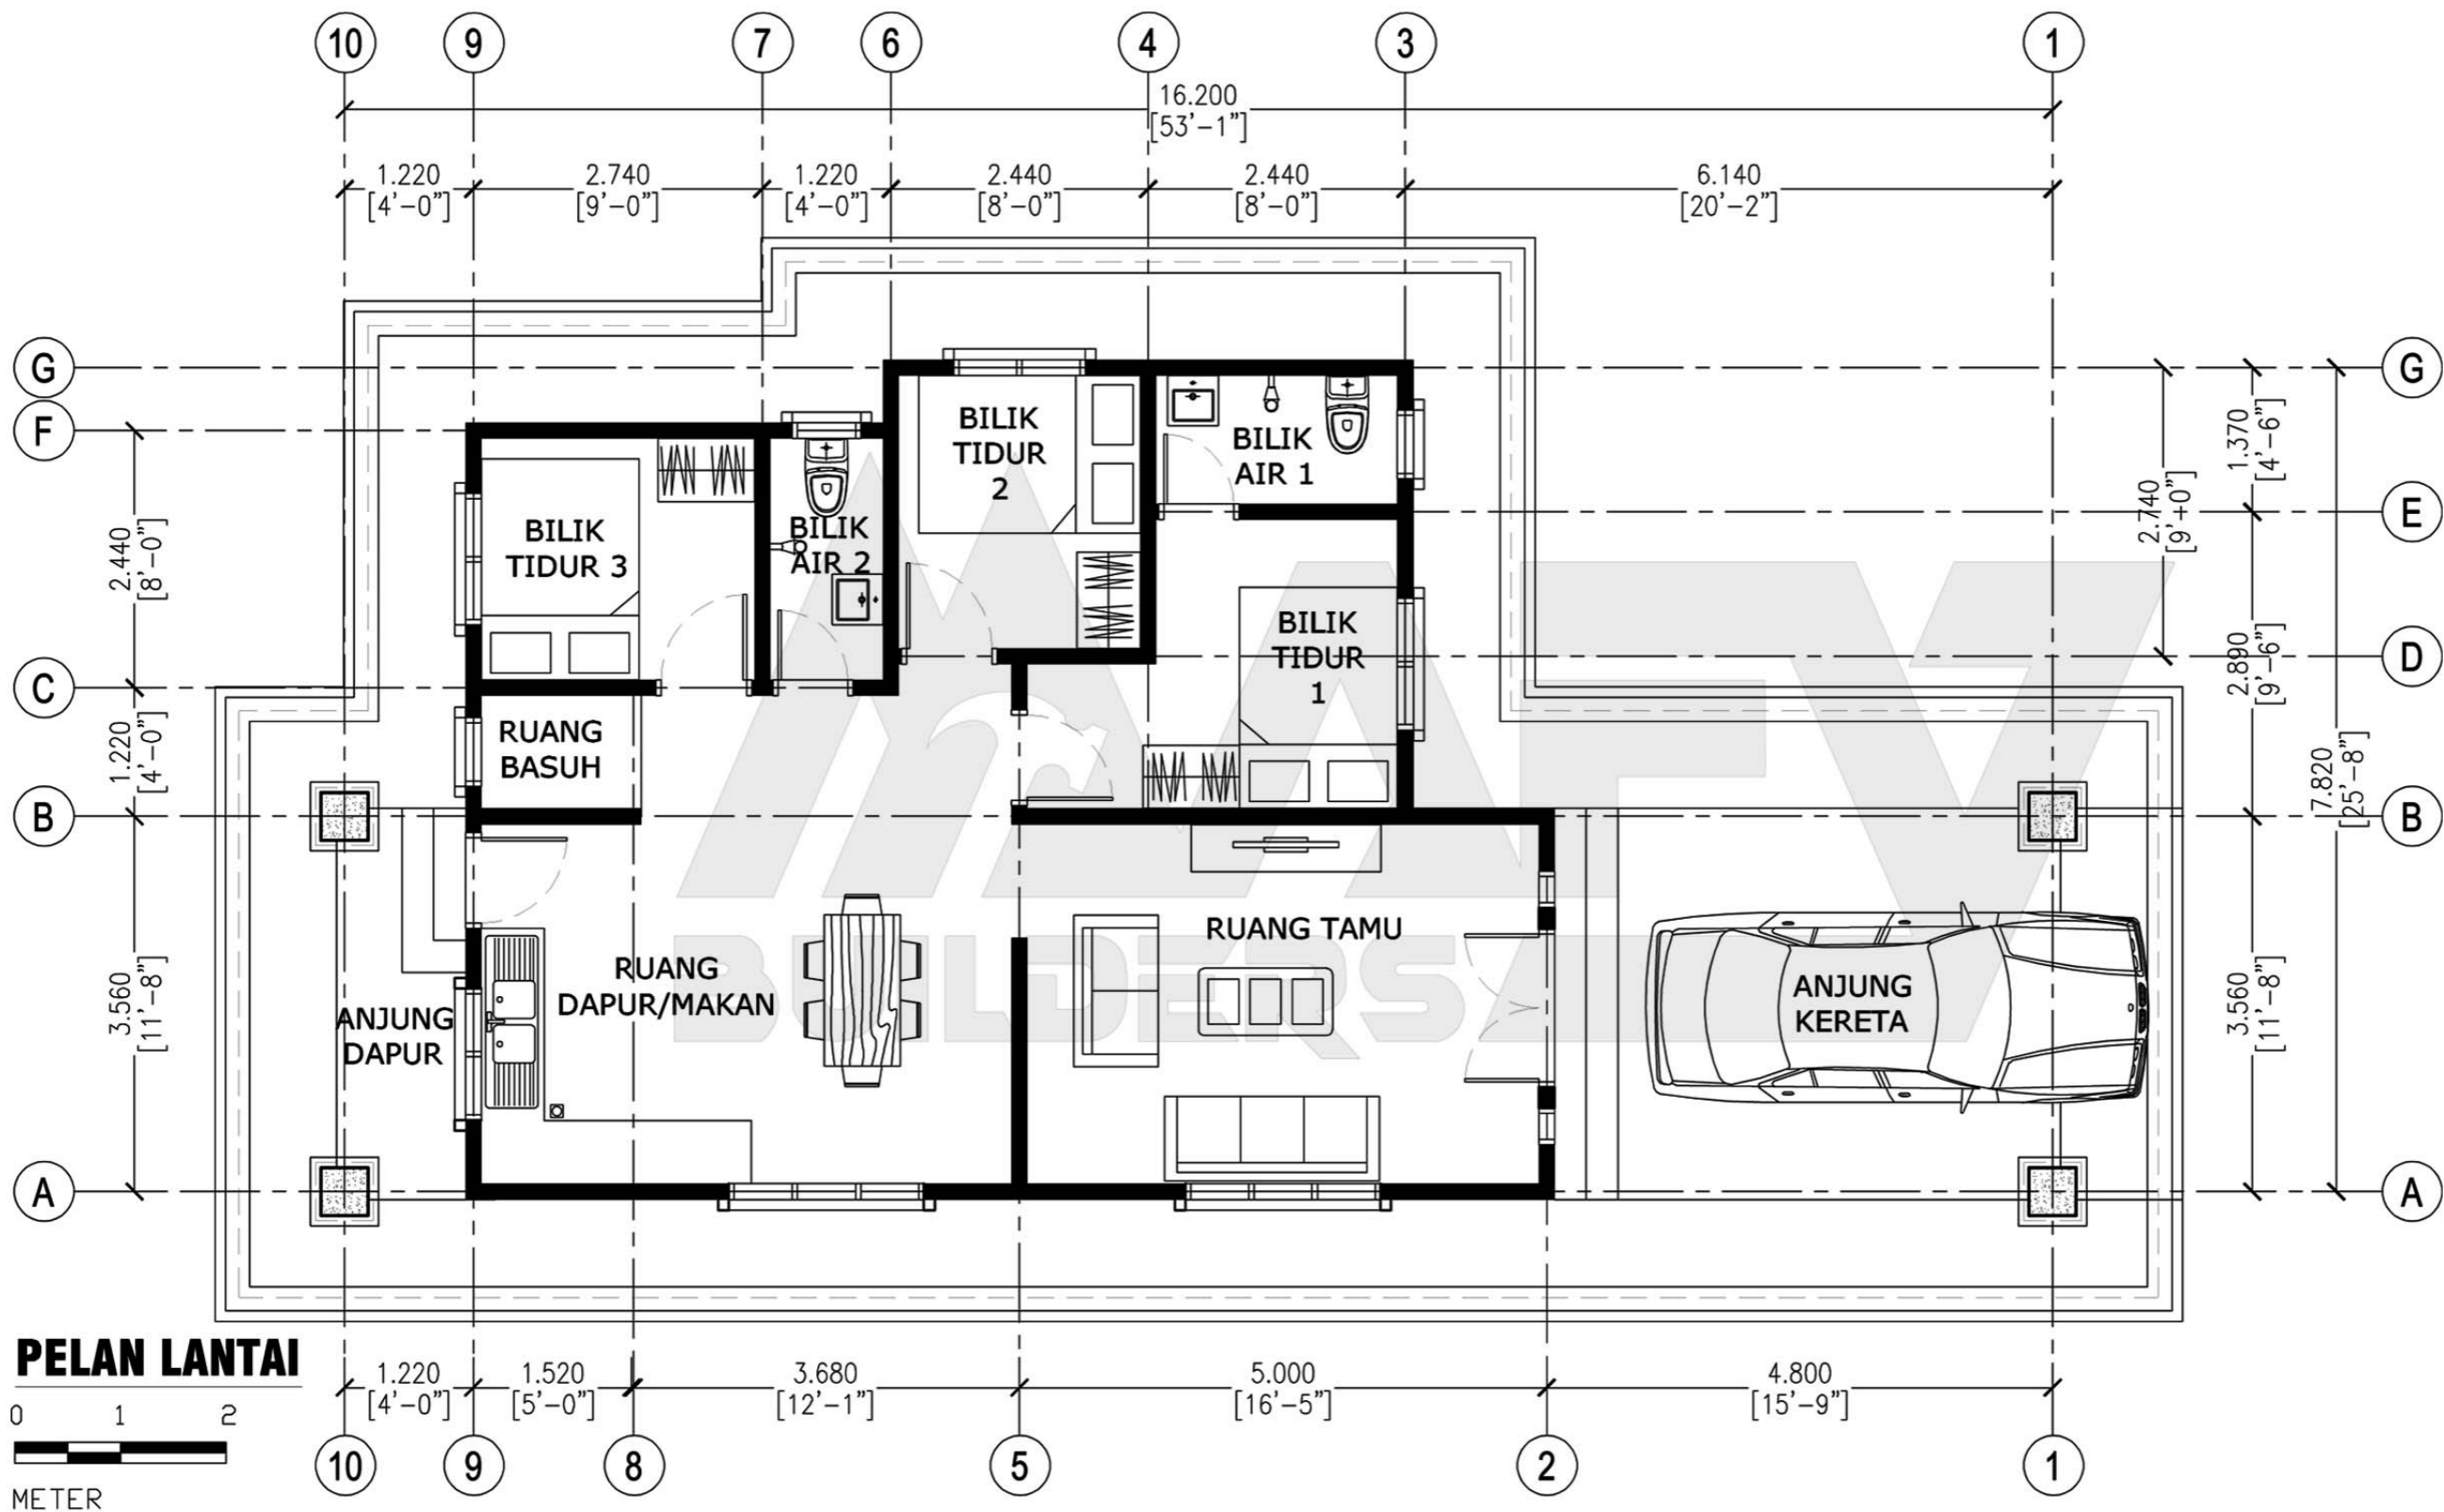 10 9 7 6 4 3 1
16.200
[53'-1"]
1.220 2.740 1.220 2.440 2.440 6.140
[4'-0"] [9'-0"] [4'-0"] [8'-0"] [8'-0"] [20'-2"]
G
F
C
B
A
2.440
[8'-0"]
1.220
[4'-0"]
3.560
[11'-8"]
BILIK
TIDUR 3
BILIK
AIR 2
BILIK
TIDUR
2
BILIK
AIR 1
BILIK
TIDUR
1
RUANG
BASUH
ANJUNG
DAPUR
RUANG
DAPUR/MAKAN
RUANG TAMU
ANJUNG
KERETA
BUILDERS
G
E
D
B
A
2.740
[9'+0"]
1.370
[4'-6"]
2.890
[9'-6"]
3.560
[11'-8"]
7.820
[25'-8"]
PELAN LANTAI
0 1 2
METER
1.220 1.520 3.680 5.000 4.800
[4'-0"] [5'-0"] [12'-1"] [16'-5"] [15'-9"]
10 9 8 5 2 1